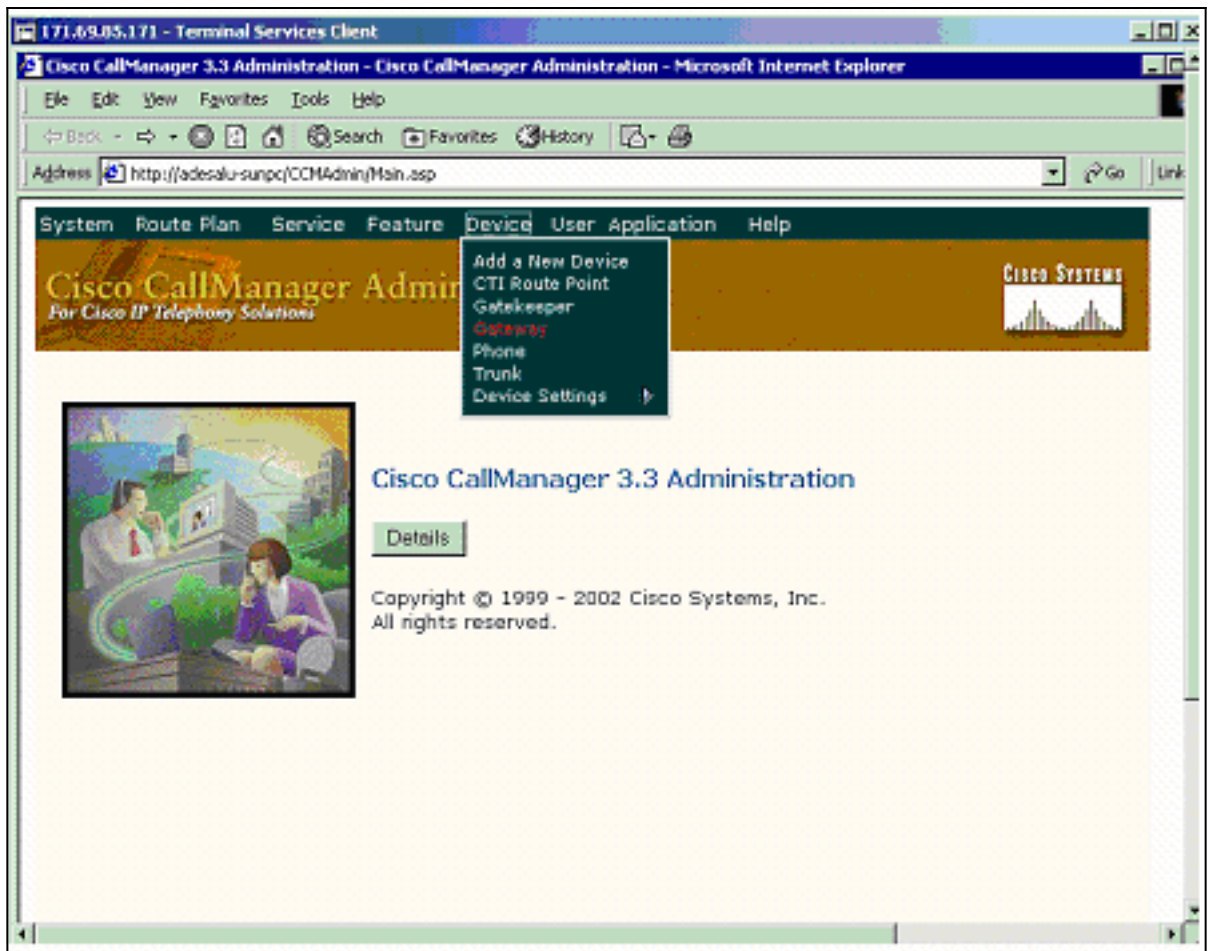 171.69.85.171 - Terminal Services Client
Cisco CallManager 3.3 Administration - Cisco CallManager Administration - Microsoft Internet Explorer
File Edit View Favorites Tools Help
Back Search Favorites History
Address http://adesalu-sunpc/CCMAdmin/Main.asp Go Link
System Route Plan Service Feature Device User Application Help
Cisco CallManager Admin
For Cisco IP Telephony Solutions
CISCO SYSTEMS
Add a New Device
CTI Route Point
Gatekeeper
Gateway
Phone
Trunk
Device Settings
Cisco CallManager 3.3 Administration
Details
Copyright © 1999 - 2002 Cisco Systems, Inc.
All rights reserved.